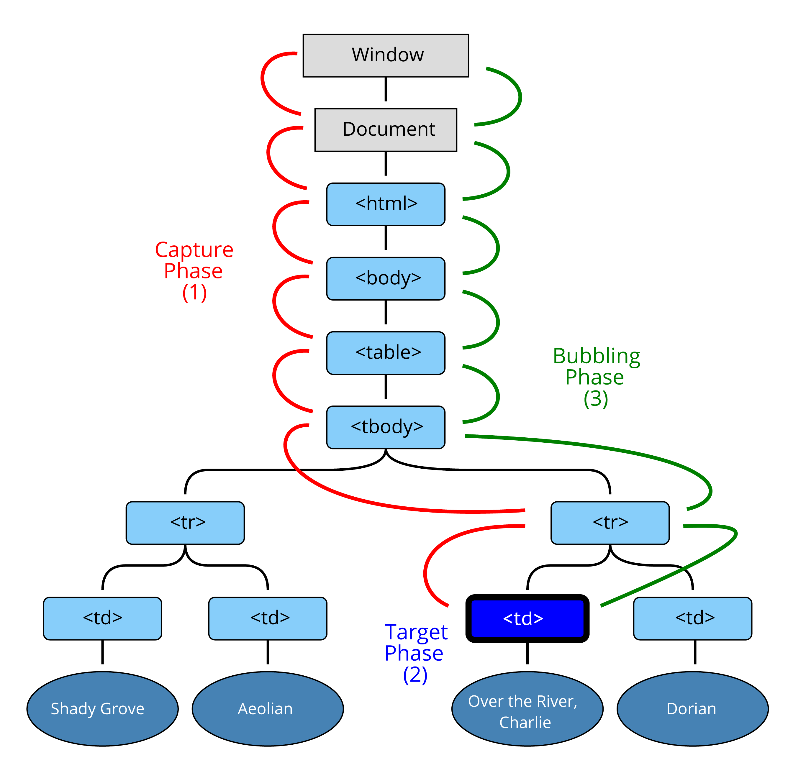 Window
Document
<html>
Capture
Phase
(1)
<body>
<table>
Bubbling
Phase
(3)
<tbody>
<tr>
<tr>
<td>
<td>
<td>
<td>
Target
Phase
(2)
Shady Grove
Aeolian
Over the River,
Charlie
Dorian